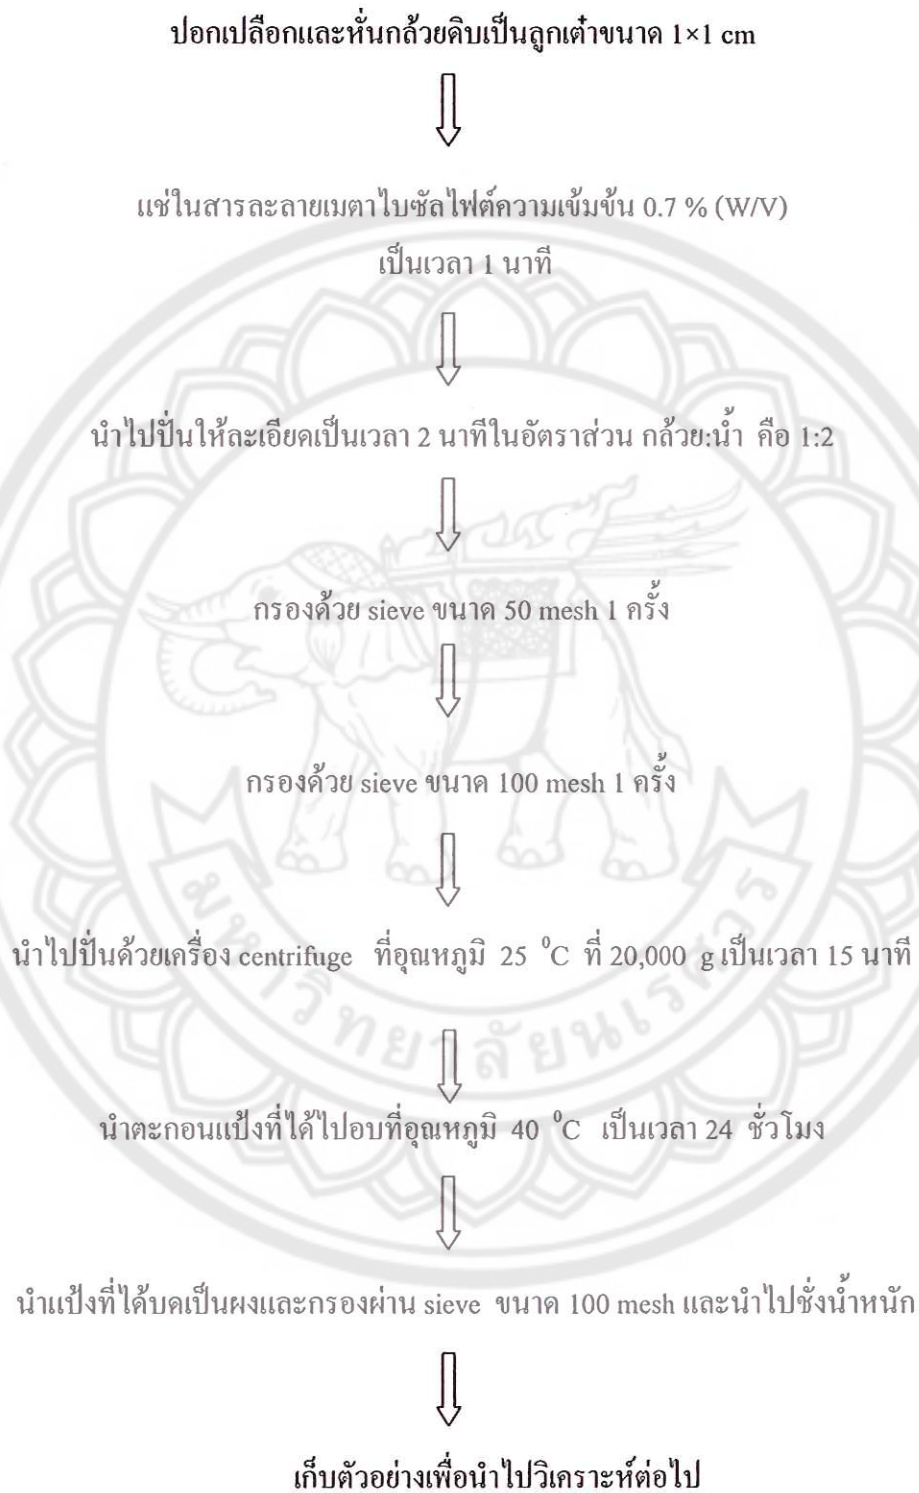 ปอกเปลือกและหั่นกล้วยดิบเป็นลูกเต๋าขนาด 1×1 cm
แช่ในสารละลายเมตาไบซัลไฟต์ความเข้มข้น 0.7 % (W/V)
เป็นเวลา 1 นาที
นำไปปั่นให้ละเอียดเป็นเวลา 2 นาทีในอัตราส่วน กล้วย:น้ำ คือ 1:2
กรองด้วย sieve ขนาด 50 mesh 1 ครั้ง
กรองด้วย sieve ขนาด 100 mesh 1 ครั้ง
นำไปปั่นด้วยเครื่อง centrifuge ที่อุณหภูมิ 25 °C ที่ 20,000 g เป็นเวลา 15 นาที
มหาวิทยาลัยนเรศวร
นำตะกอนแป้งที่ได้ไปอบที่อุณหภูมิ 40 °C เป็นเวลา 24 ชั่วโมง
นำแป้งที่ได้บดเป็นผงและกรองผ่าน sieve ขนาด 100 mesh และนำไปชั่งน้ำหนัก
เก็บตัวอย่างเพื่อนำไปวิเคราะห์ต่อไป